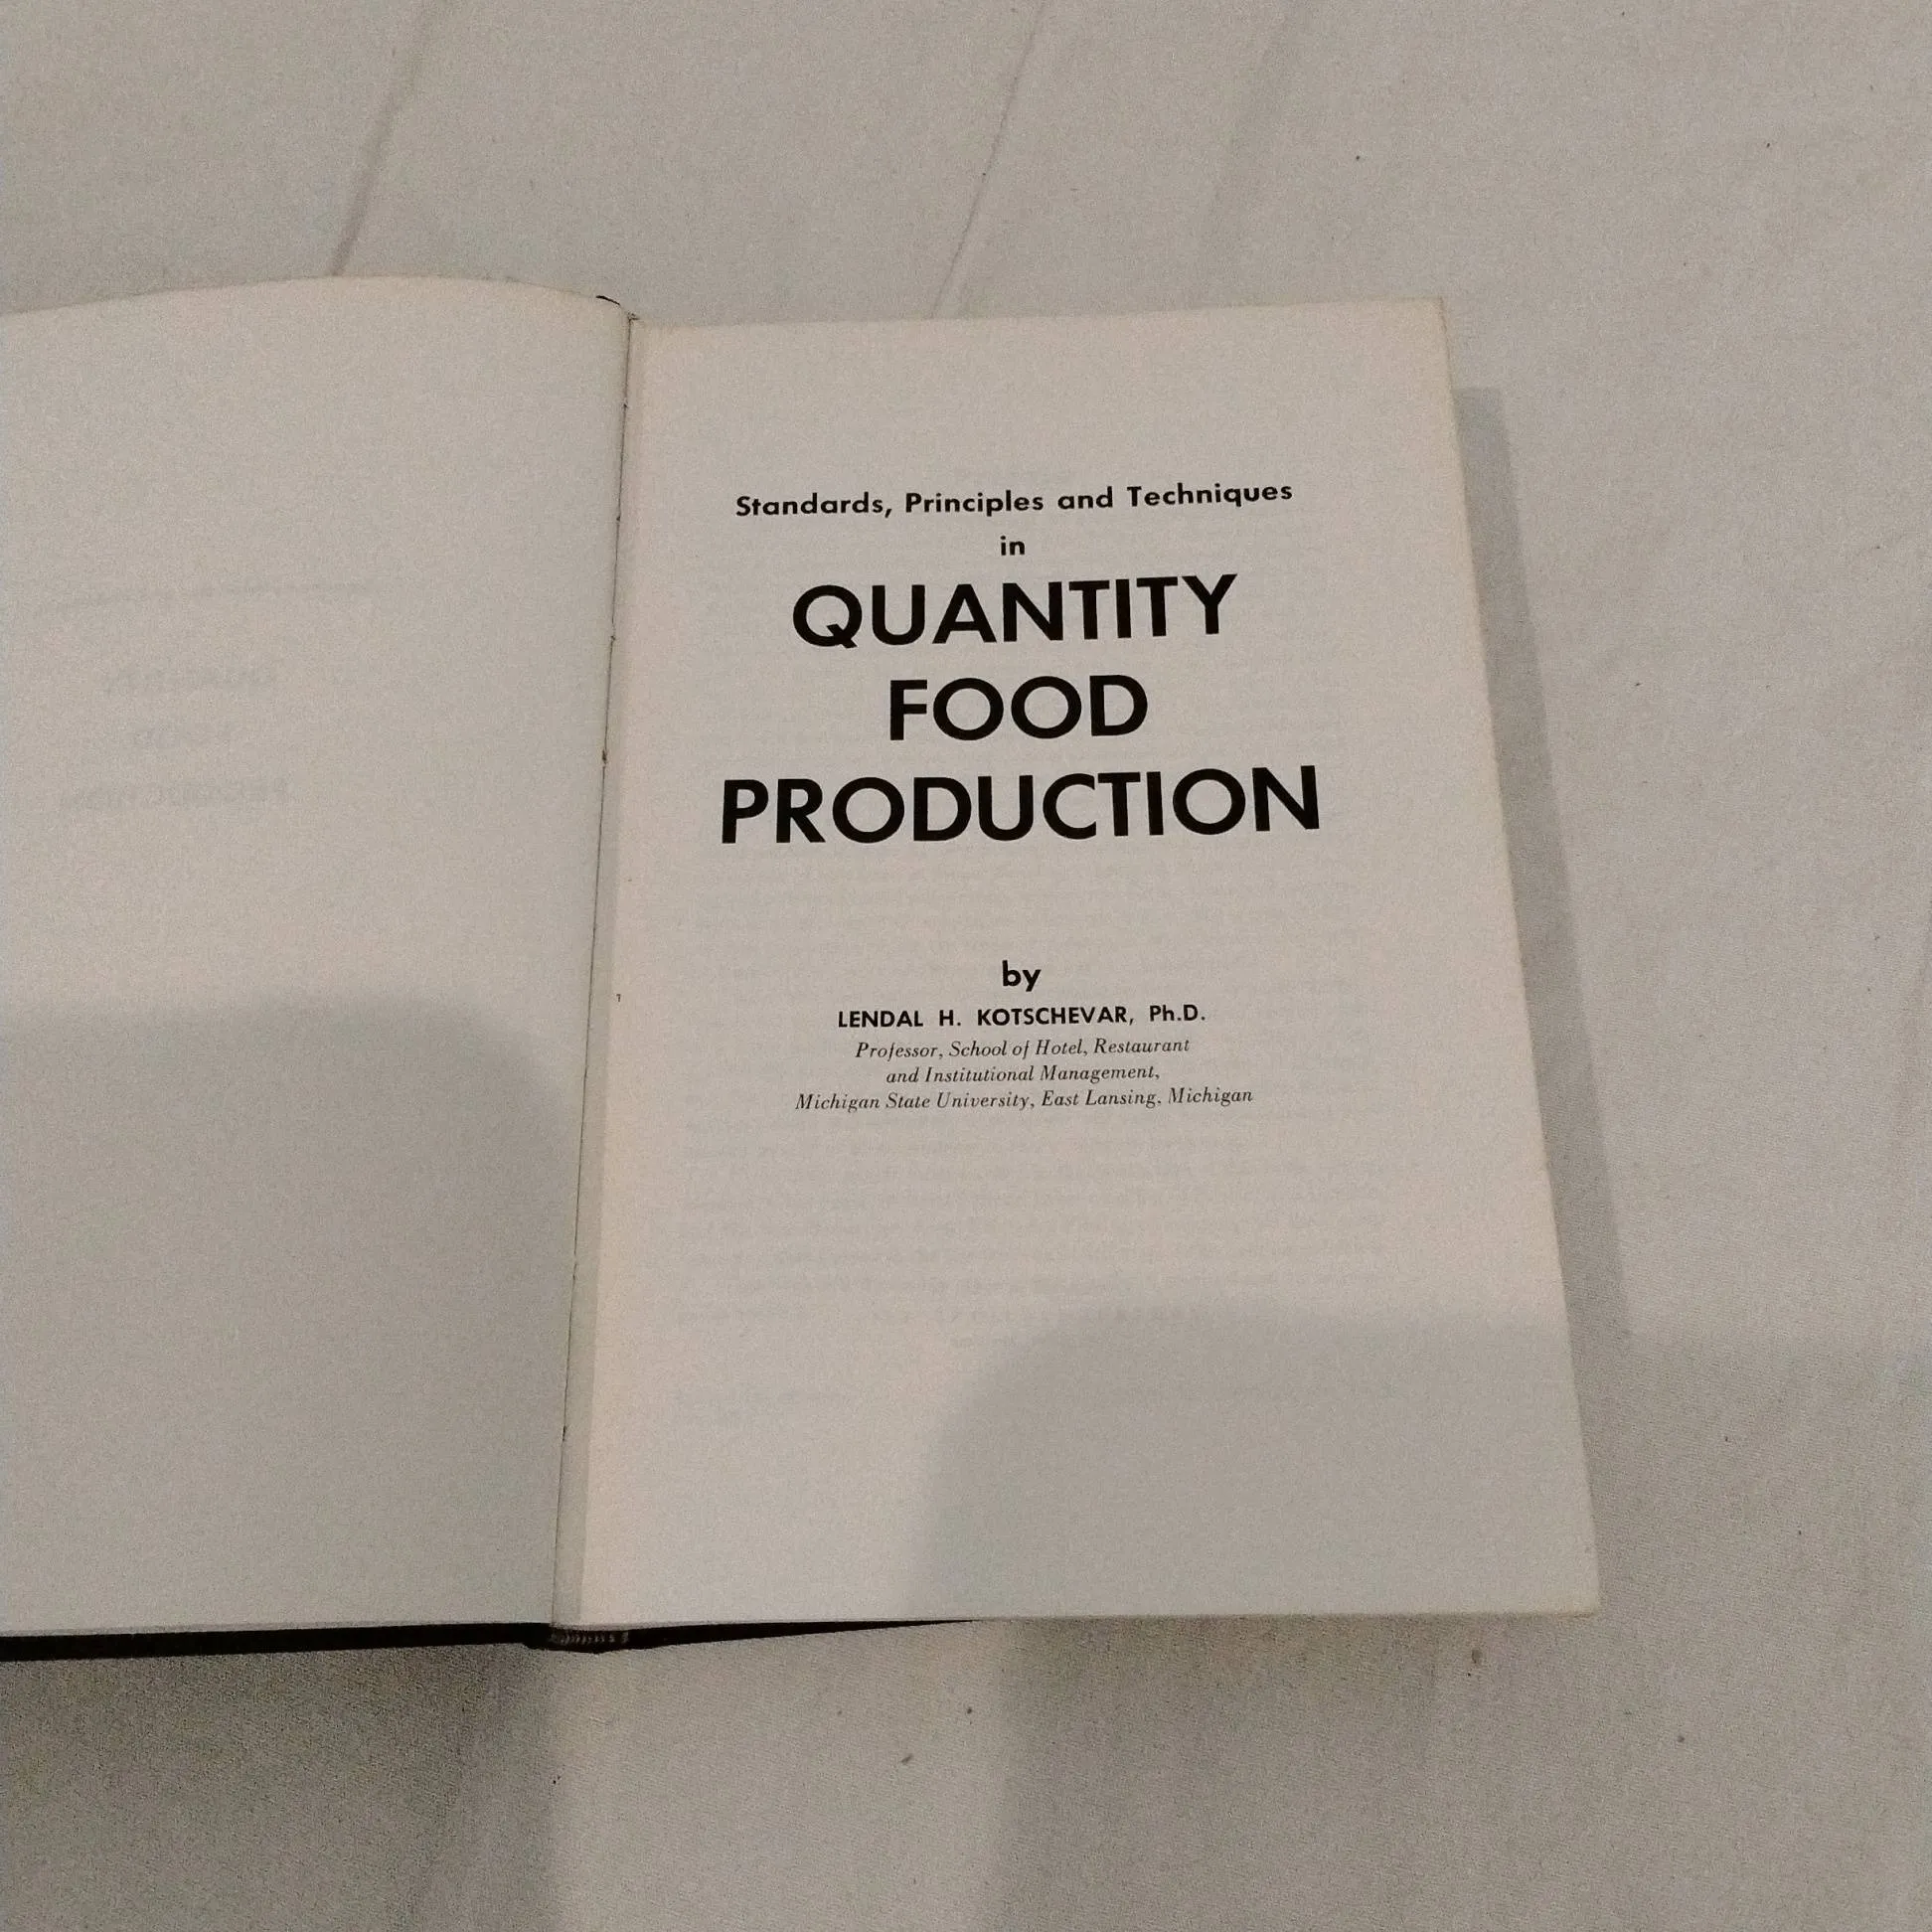 Standards, Principles and Techniques
in
QUANTITY
FOOD
PRODUCTION
by
LENDAL H. KOTSCHEVAR, Ph.D.
Professor, School of Hotel, Restaurant
and Institutional Management,
Michigan State University, East Lansing, Michigan